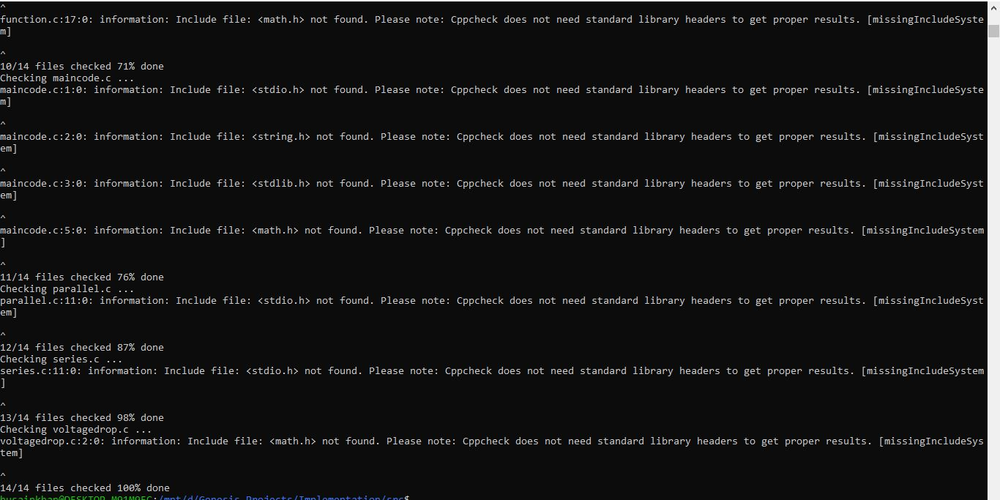 ^
function.c:17:0: information: Include file: <math.h> not found. Please note: Cppcheck does not need standard library headers to get proper results. [missingIncludeSyste
m]
^
10/14 files checked 71% done
Checking maincode.c ...
maincode.c:1:0: information: Include file: <stdio.h> not found. Please note: Cppcheck does not need standard library headers to get proper results. [missingIncludeSyste
m]
^
maincode.c:2:0: information: Include file: <string.h> not found. Please note: Cppcheck does not need standard library headers to get proper results. [missingIncludeSyst
em]
^
maincode.c:3:0: information: Include file: <stdlib.h> not found. Please note: Cppcheck does not need standard library headers to get proper results. [missingIncludeSyst
em]
^
maincode.c:5:0: information: Include file: <math.h> not found. Please note: Cppcheck does not need standard library headers to get proper results. [missingIncludeSystem
]
^
11/14 files checked 76% done
Checking parallel.c ...
parallel.c:11:0: information: Include file: <stdio.h> not found. Please note: Cppcheck does not need standard library headers to get proper results. [missingIncludeSyst
em]
^
12/14 files checked 87% done
Checking series.c ...
series.c:11:0: information: Include file: <stdio.h> not found. Please note: Cppcheck does not need standard library headers to get proper results. [missingIncludeSystem
]
^
13/14 files checked 98% done
Checking voltagedrop.c ...
voltagedrop.c:2:0: information: Include file: <math.h> not found. Please note: Cppcheck does not need standard library headers to get proper results. [missingIncludeSys
tem]
^
14/14 files checked 100% done
:/mnt/d/Genesis Projects/Implementation/src$